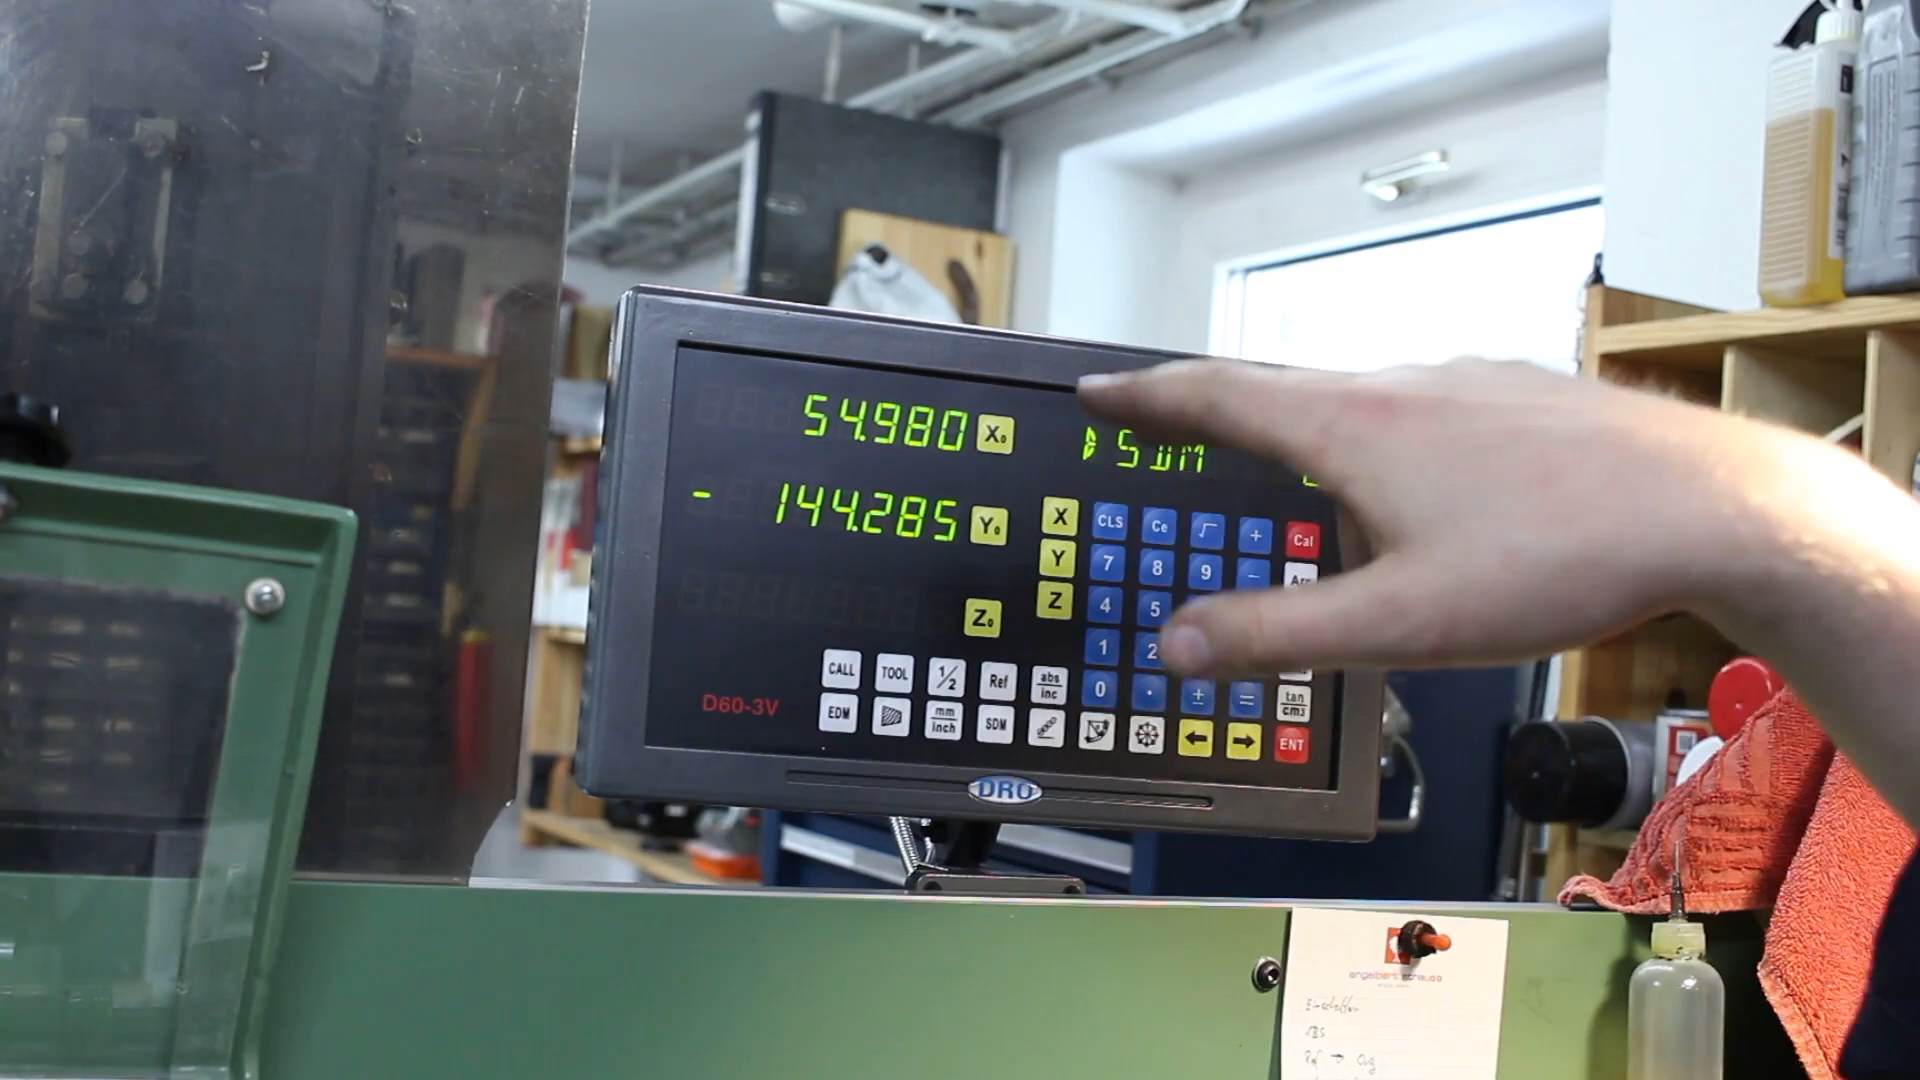 54.980 X₀ SDM
- 144.285 Y₀
Z₀
X CLS Ce √ + Cal
Y 7 8 9 −
Z 4 5
1 2
CALL TOOL 1/2 Ref abs/inc 0 . ± = tan/cm3
D60-3V EDM mm/inch SDM ← → ENT
DRO
engelbert strauss